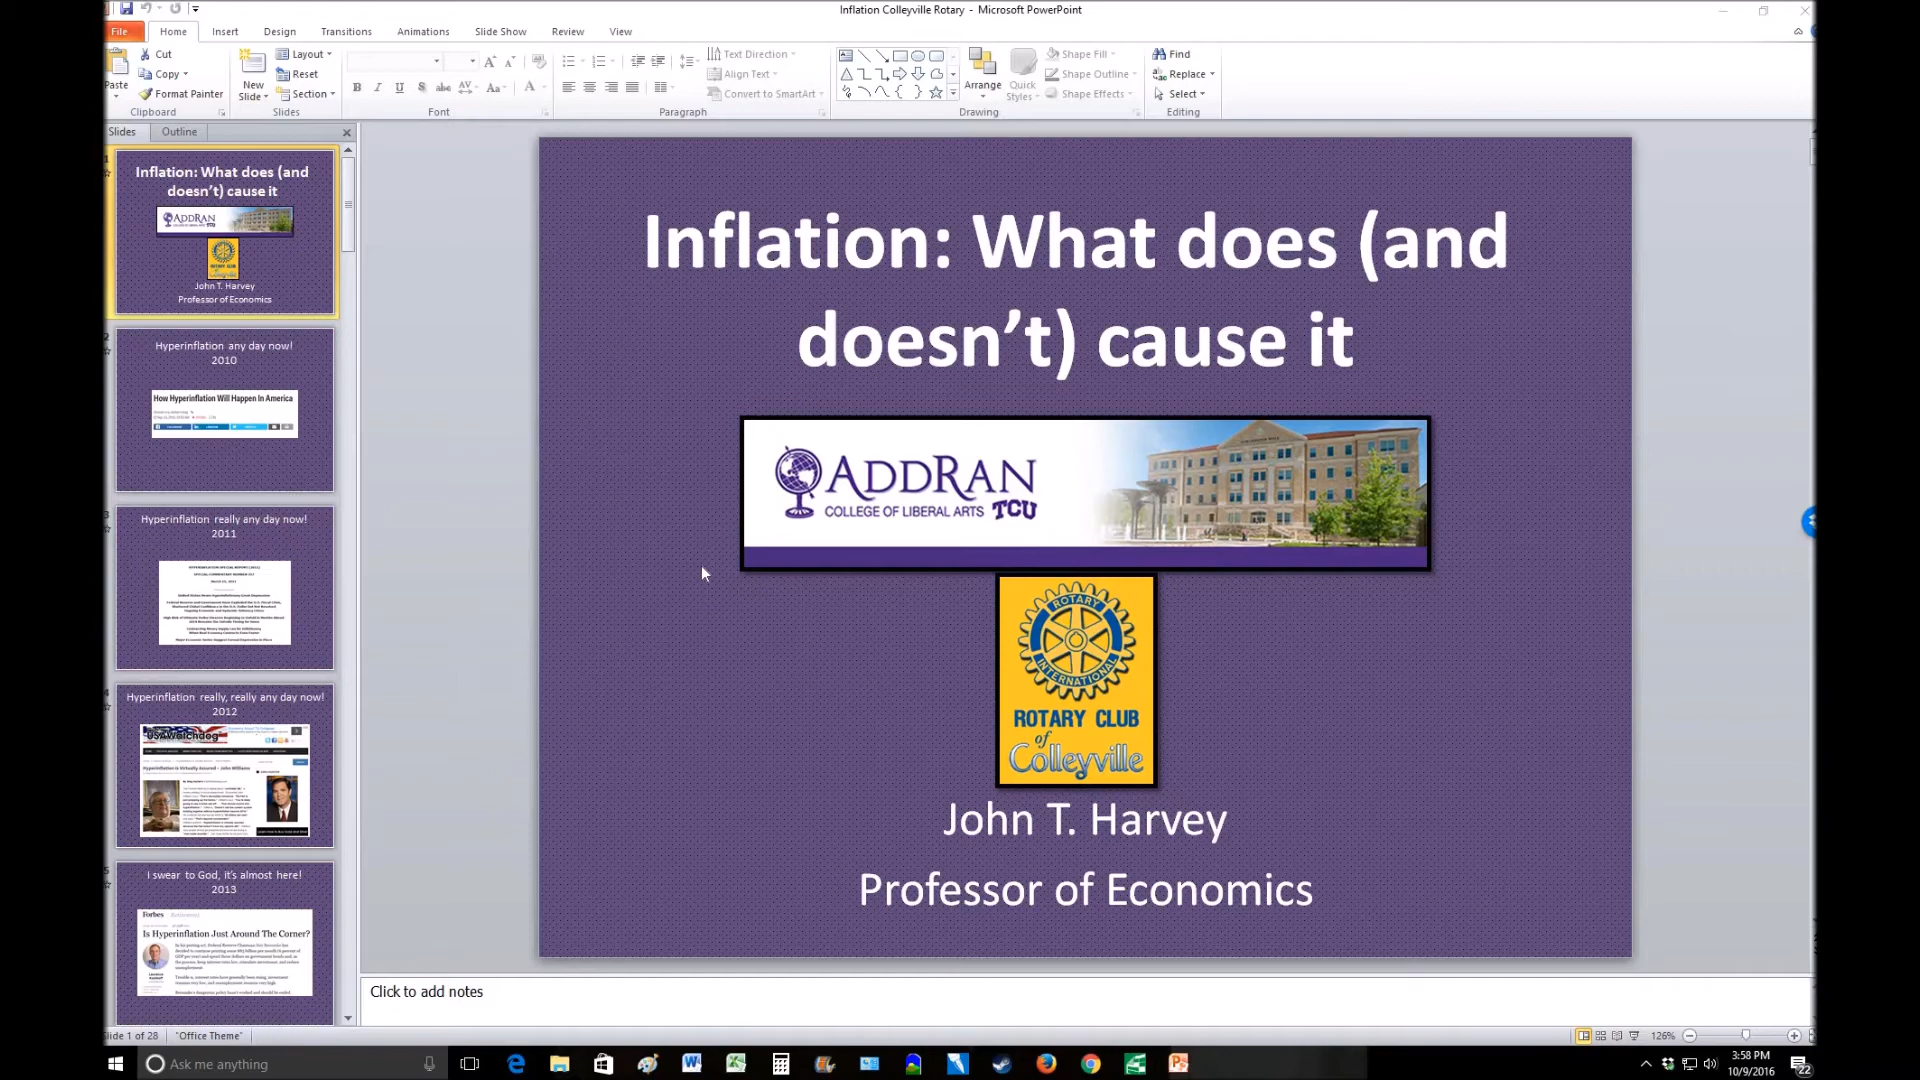 Inflation Colleyville Rotary - Microsoft PowerPoint
File Home Insert Design Transitions Animations Slide Show Review View
Paste
Cut
Copy
Format Painter
Clipboard
New
Slide
Layout
Reset
Section
Slides
Font
Text Direction
Align Text
Convert to SmartArt
Paragraph
Arrange
Quick
Styles
Shape Fill
Shape Outline
Shape Effects
Drawing
Find
Replace
Select
Editing
Slides Outline
Inflation: What does (and
doesn't) cause it
ADDRAN
TCU
John T. Harvey
Professor of Economics
2
Hyperinflation any day now!
2010
How Hyperinflation Will Happen In America
3
Hyperinflation really any day now!
2011
4
Hyperinflation really, really any day now!
2012
USAWatchdog
Hyperinflation is Virtually Assured - John Williams
5
I swear to God, it's almost here!
2013
Forbes
Is Hyperinflation Just Around The Corner?
Inflation: What does (and
doesn't) cause it
ADDRAN
COLLEGE OF LIBERAL ARTS TCU
ROTARY
INTERNATIONAL
ROTARY CLUB
of
Colleyville
John T. Harvey
Professor of Economics
Click to add notes
Slide 1 of 28 "Office Theme" 126%
Ask me anything
3:58 PM
10/9/2016
22